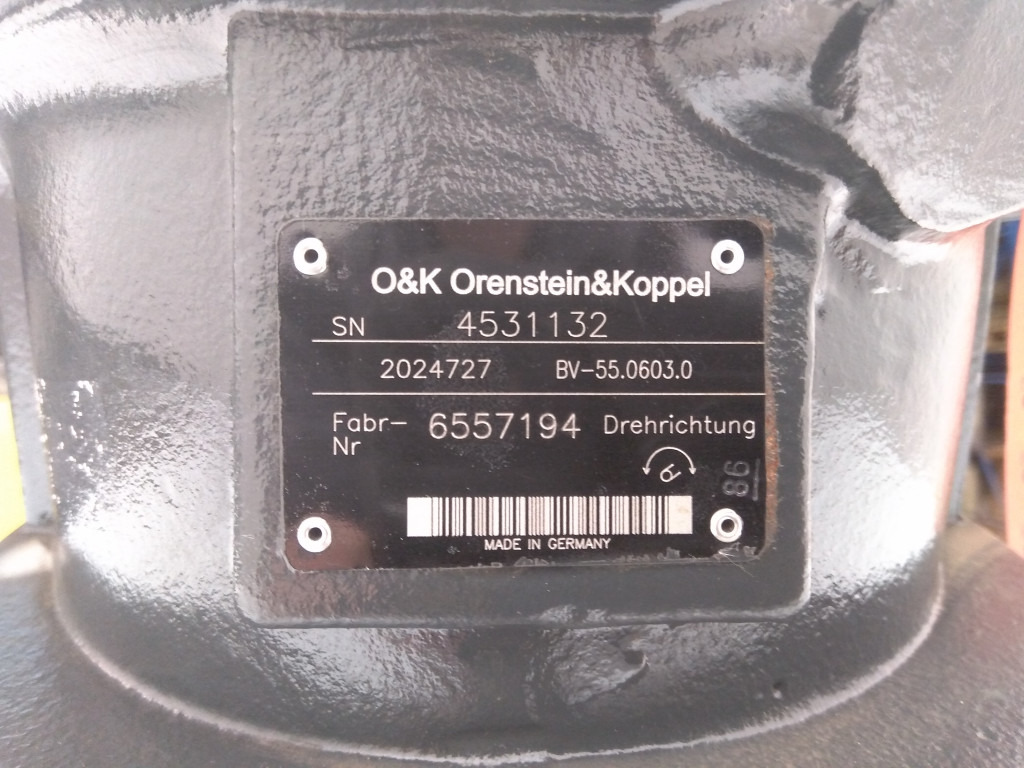 O&K Orenstein&Koppel
SN 4531132
2024727 BV-55.0603.0
Fabr- 6557194 Drehrichtung
Nr
86
MADE IN GERMANY